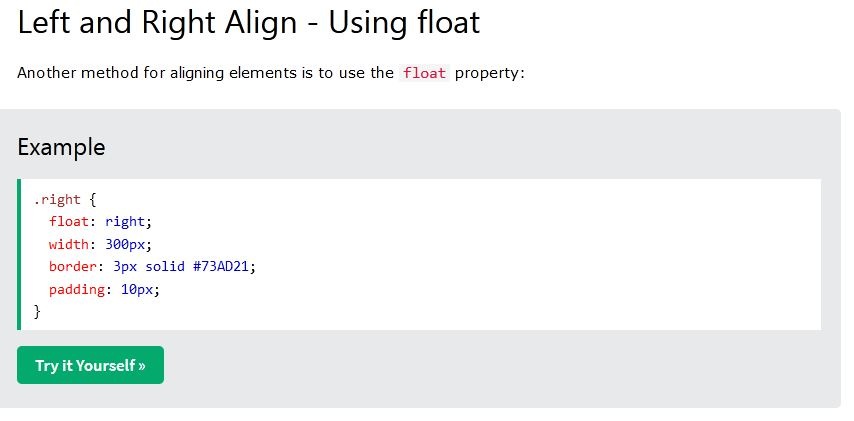 Left and Right Align - Using float
Another method for aligning elements is to use the float property:
Example
.right {
  float: right;
  width: 300px;
  border: 3px solid #73AD21;
  padding: 10px;
}
Try it Yourself »